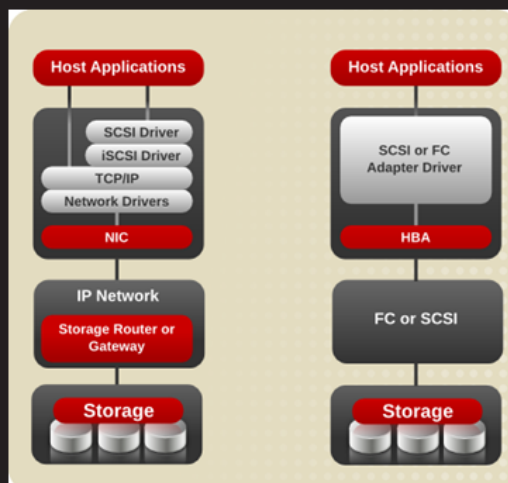 Host Applications
SCSI Driver
iSCSI Driver
TCP/IP
Network Drivers
NIC
IP Network
Storage Router or
Gateway
Storage
Host Applications
SCSI or FC
Adapter Driver
HBA
FC or SCSI
Storage